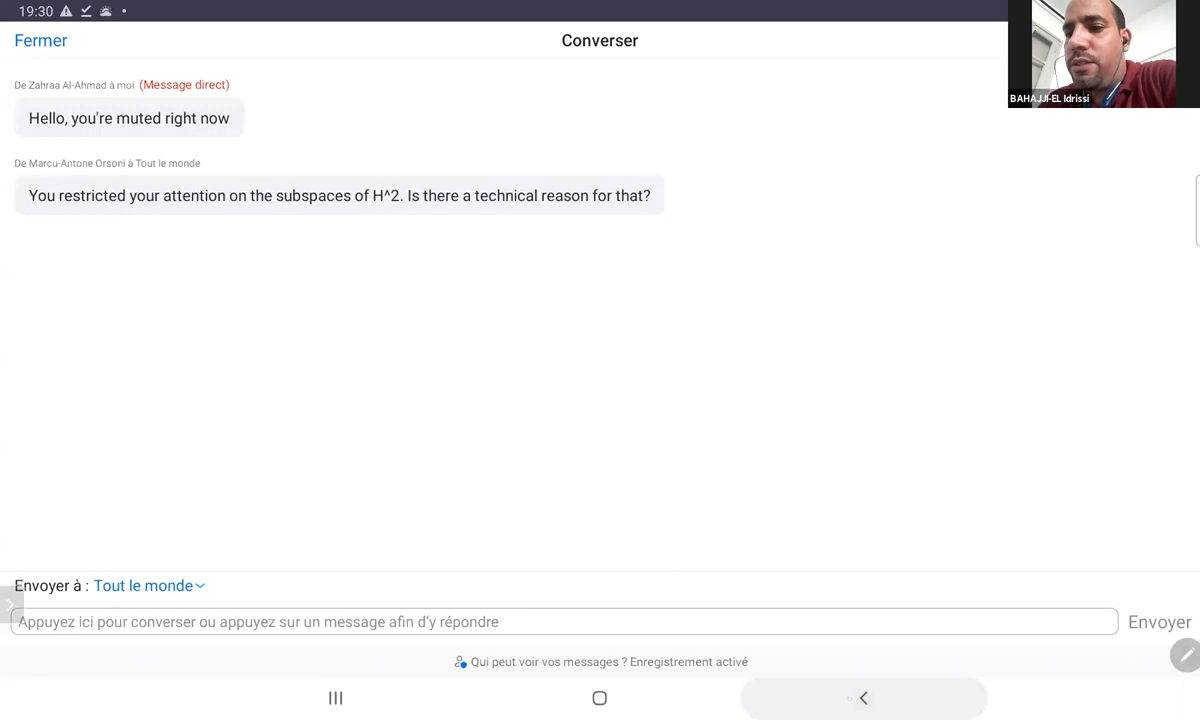 19:30
Fermer
Converser
BAHAJJI-EL Idrissi
De Zahraa Al-Ahmad à moi (Message direct)
Hello, you're muted right now
De Marcu-Antone Orsoni à Tout le monde
You restricted your attention on the subspaces of H^2. Is there a technical reason for that?
Envoyer à : Tout le monde
Appuyez ici pour converser ou appuyez sur un message afin d'y répondre
Envoyer
Qui peut voir vos messages ? Enregistrement activé